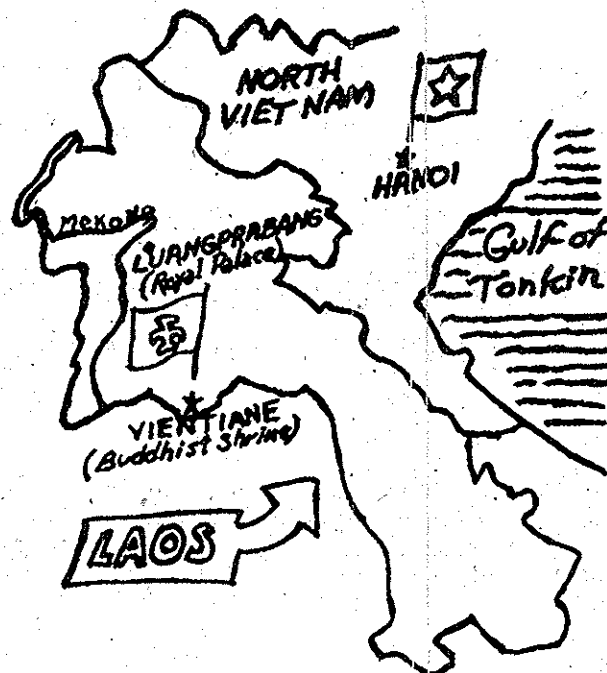 NORTH
VIET NAM
HANOI
Mekong
LUANGPRABANG
(Royal Palace)
Gulf of
Tonkin
VIENTIANE
(Buddhist Shrine)
LAOS